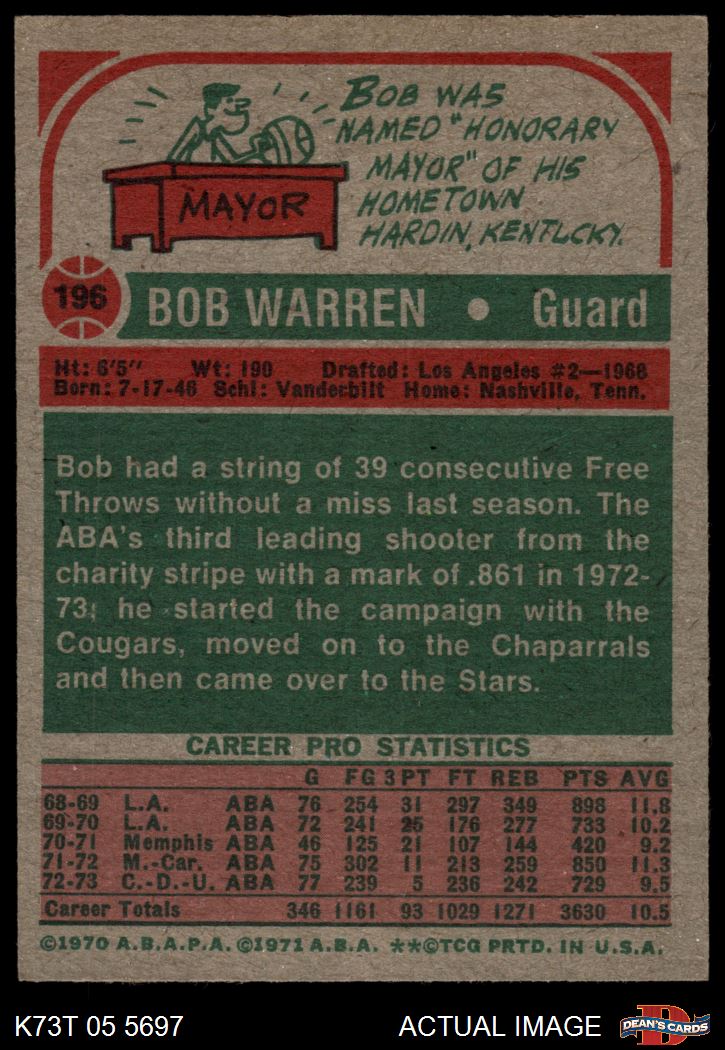 BOB WAS
NAMED "HONORARY
MAYOR" OF HIS
HOMETOWN
HARDIN, KENTUCKY.
MAYOR
196 BOB WARREN • Guard
Ht: 6'5" Wt: 190 Drafted: Los Angeles #2—1968
Born: 7-17-46 Schl: Vanderbilt Home: Nashville, Tenn.
Bob had a string of 39 consecutive Free
Throws without a miss last season. The
ABA's third leading shooter from the
charity stripe with a mark of .861 in 1972-
73; he started the campaign with the
Cougars, moved on to the Chaparrals
and then came over to the Stars.
CAREER PRO STATISTICS
G FG 3PT FT REB PTS AVG
68-69 L.A. ABA 76 254 31 297 349 898 11.8
69-70 L.A. ABA 72 241 25 176 277 733 10.2
70-71 Memphis ABA 46 125 21 107 144 420 9.2
71-72 M.-Car. ABA 75 302 11 213 259 850 11.3
72-73 C.-D.-U. ABA 77 239 5 236 242 729 9.5
Career Totals 346 1161 93 1029 1271 3630 10.5
©1970 A.B.A.P.A. ©1971 A.B.A. **©TCG PRTD. IN U.S.A.
K73T 05 5697 ACTUAL IMAGE DEAN'S CARDS